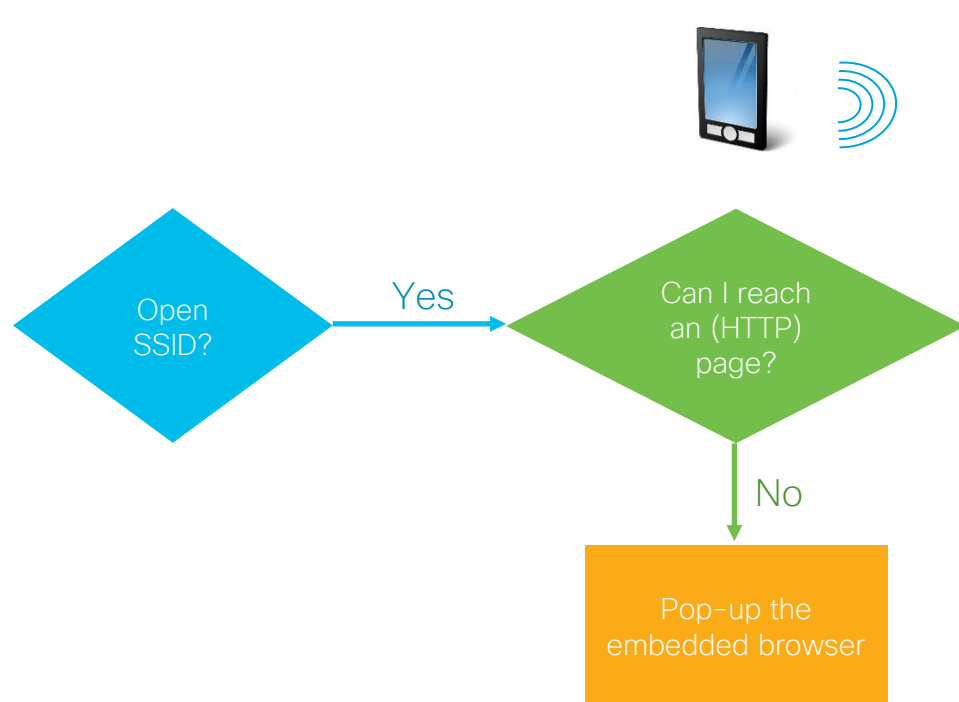 Open
SSID?
Yes
Can I reach
an (HTTP)
page?
No
Pop-up the
embedded browser